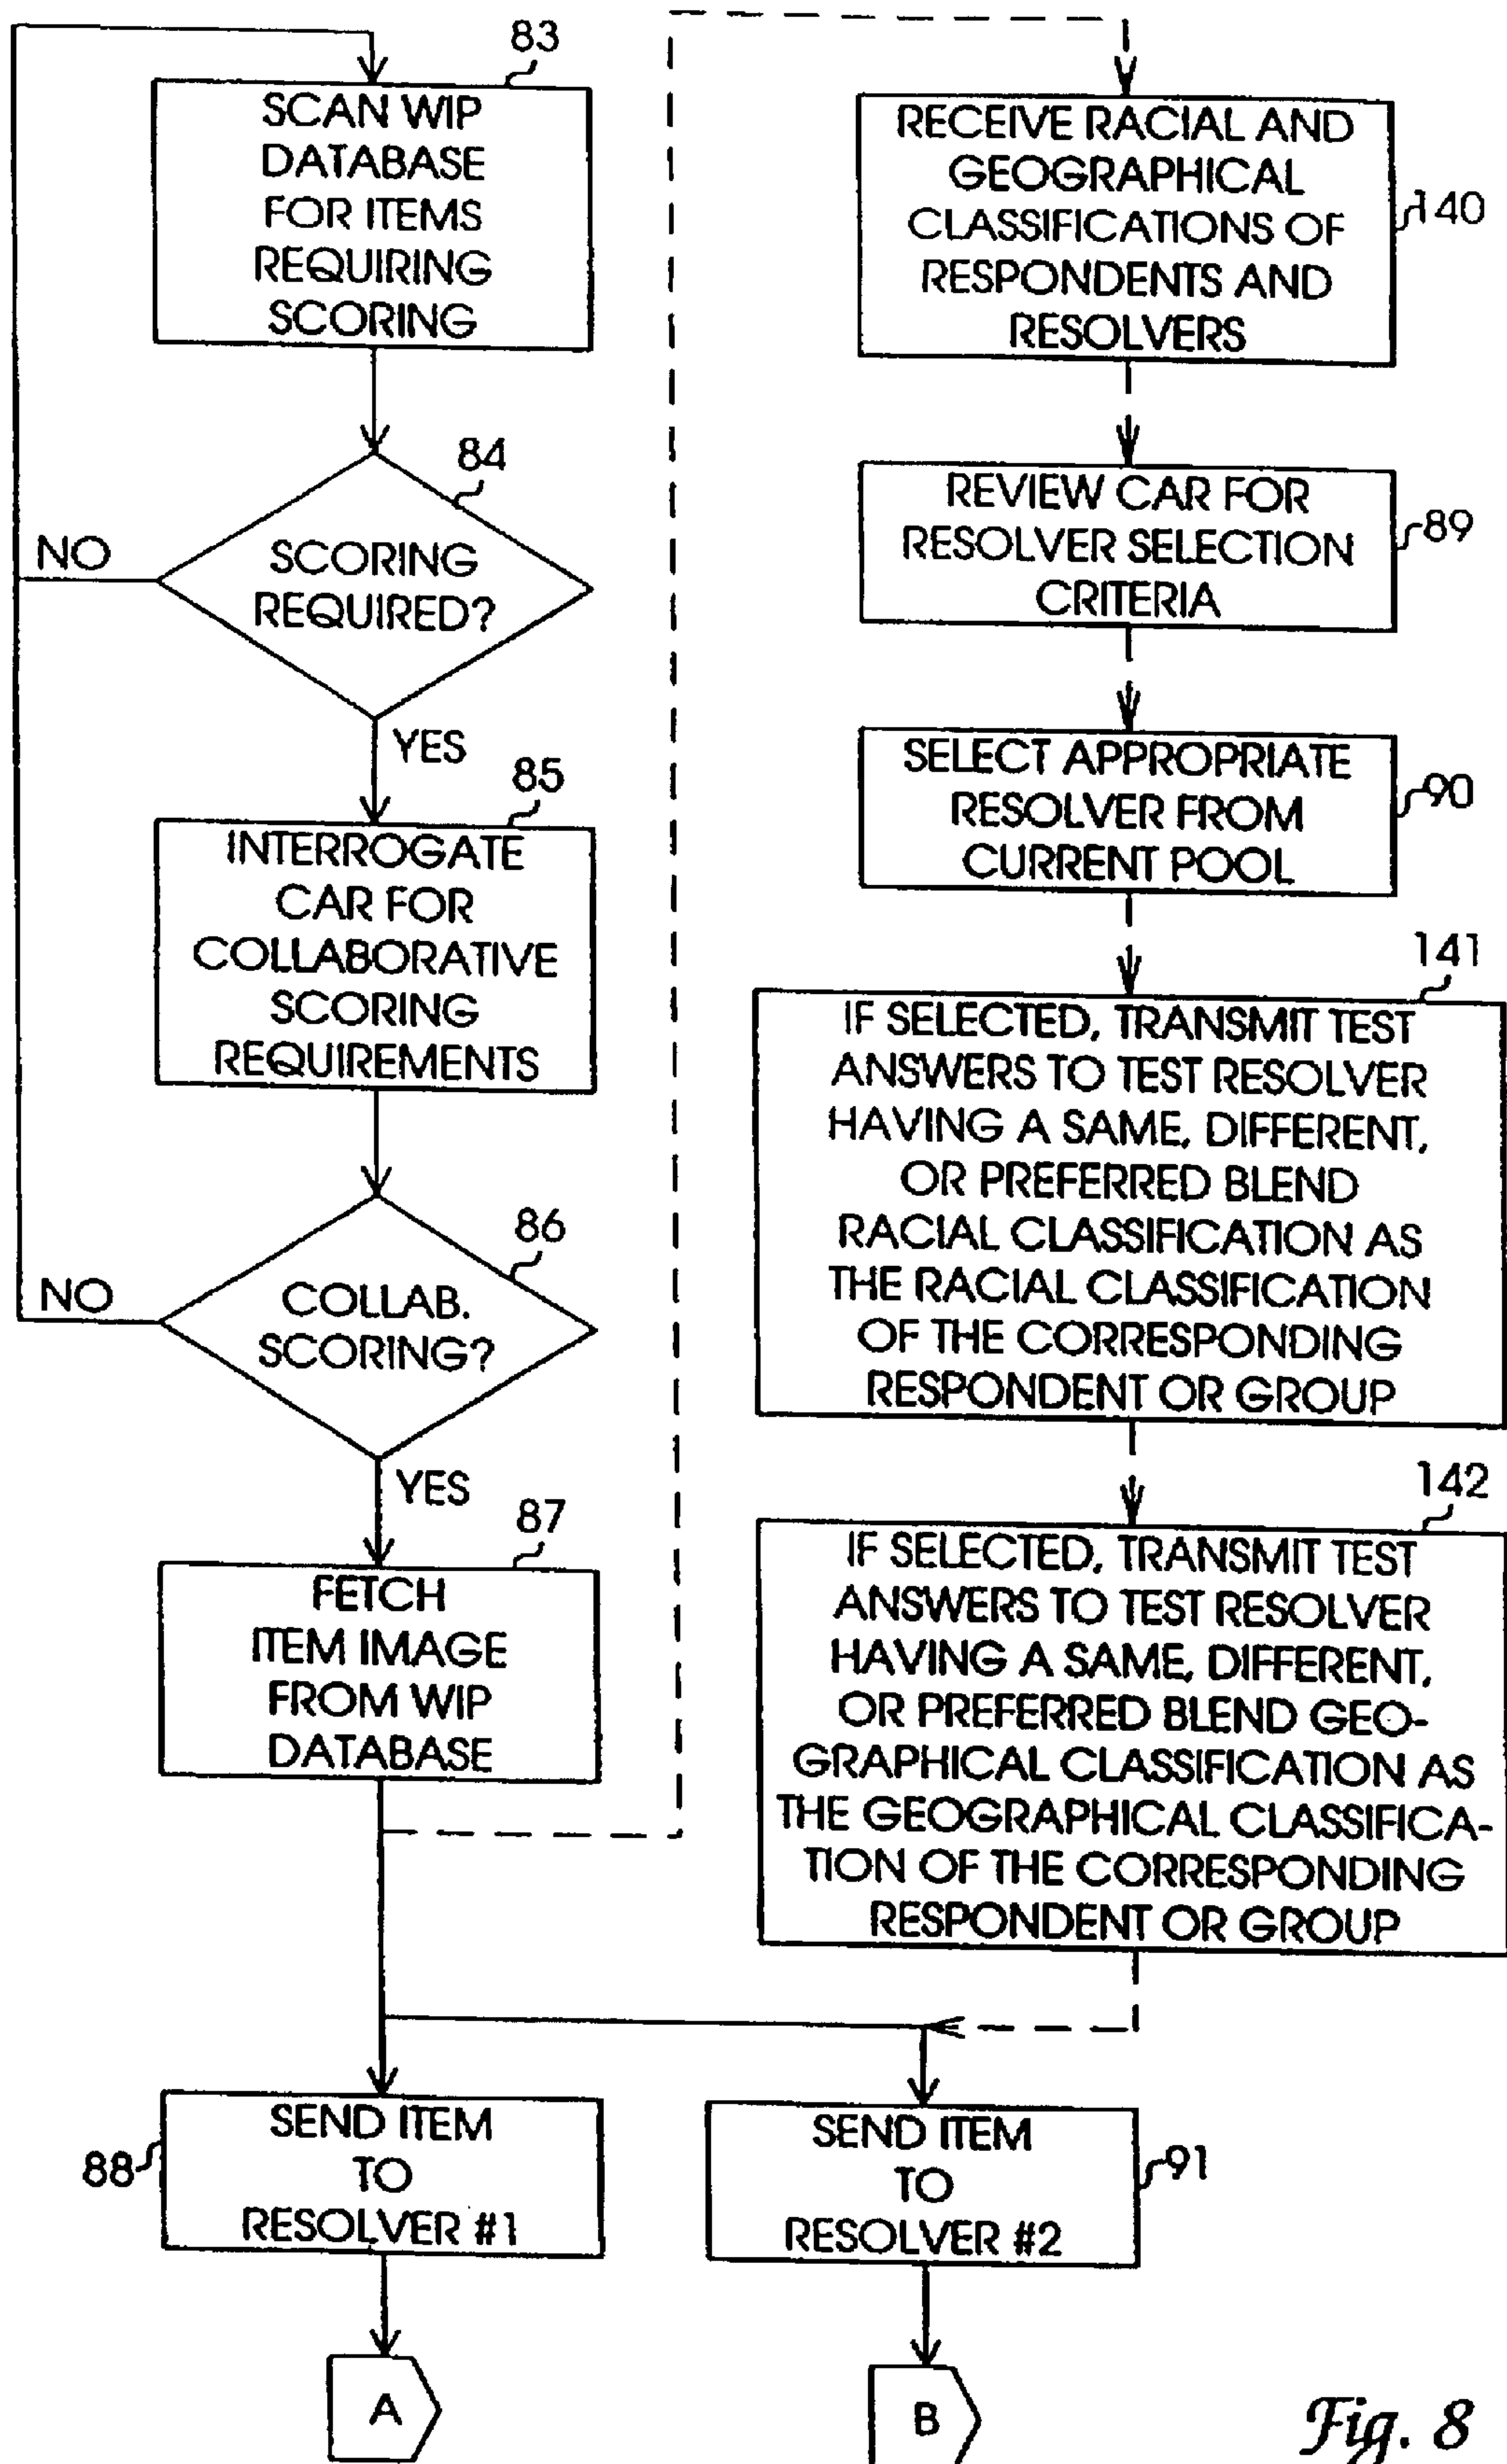 83
SCAN WIP
DATABASE
FOR ITEMS
REQUIRING
SCORING
84
NO
SCORING
REQUIRED?
YES
85
INTERROGATE
CAR FOR
COLLABORATIVE
SCORING
REQUIREMENTS
86
NO
COLLAB.
SCORING?
YES
87
FETCH
ITEM IMAGE
FROM WIP
DATABASE
RECEIVE RACIAL AND
GEOGRAPHICAL
CLASSIFICATIONS OF
RESPONDENTS AND
RESOLVERS
140
REVIEW CAR FOR
RESOLVER SELECTION
CRITERIA
89
SELECT APPROPRIATE
RESOLVER FROM
CURRENT POOL
90
141
IF SELECTED, TRANSMIT TEST
ANSWERS TO TEST RESOLVER
HAVING A SAME, DIFFERENT,
OR PREFERRED BLEND
RACIAL CLASSIFICATION AS
THE RACIAL CLASSIFICATION
OF THE CORRESPONDING
RESPONDENT OR GROUP
142
IF SELECTED, TRANSMIT TEST
ANSWERS TO TEST RESOLVER
HAVING A SAME, DIFFERENT,
OR PREFERRED BLEND GEO-
GRAPHICAL CLASSIFICATION AS
THE GEOGRAPHICAL CLASSIFICA-
TION OF THE CORRESPONDING
RESPONDENT OR GROUP
88
SEND ITEM
TO
RESOLVER #1
SEND ITEM
TO
RESOLVER #2
91
A
B
Fig. 8